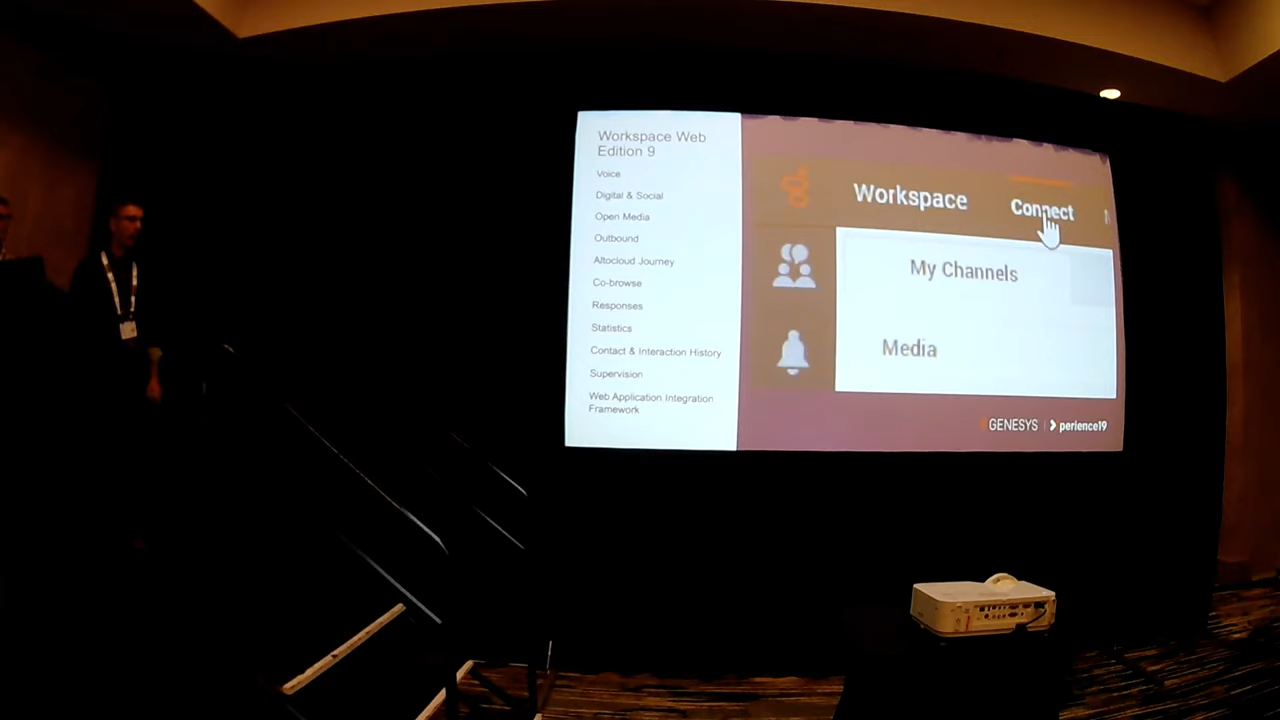 Workspace Web
Edition 9
Voice
Digital & Social
Open Media
Outbound
Altocloud Journey
Co-browse
Responses
Statistics
Contact & Interaction History
Supervision
Web Application Integration
Framework
Workspace
Connect
My Channels
Media
GENESYS | perience19